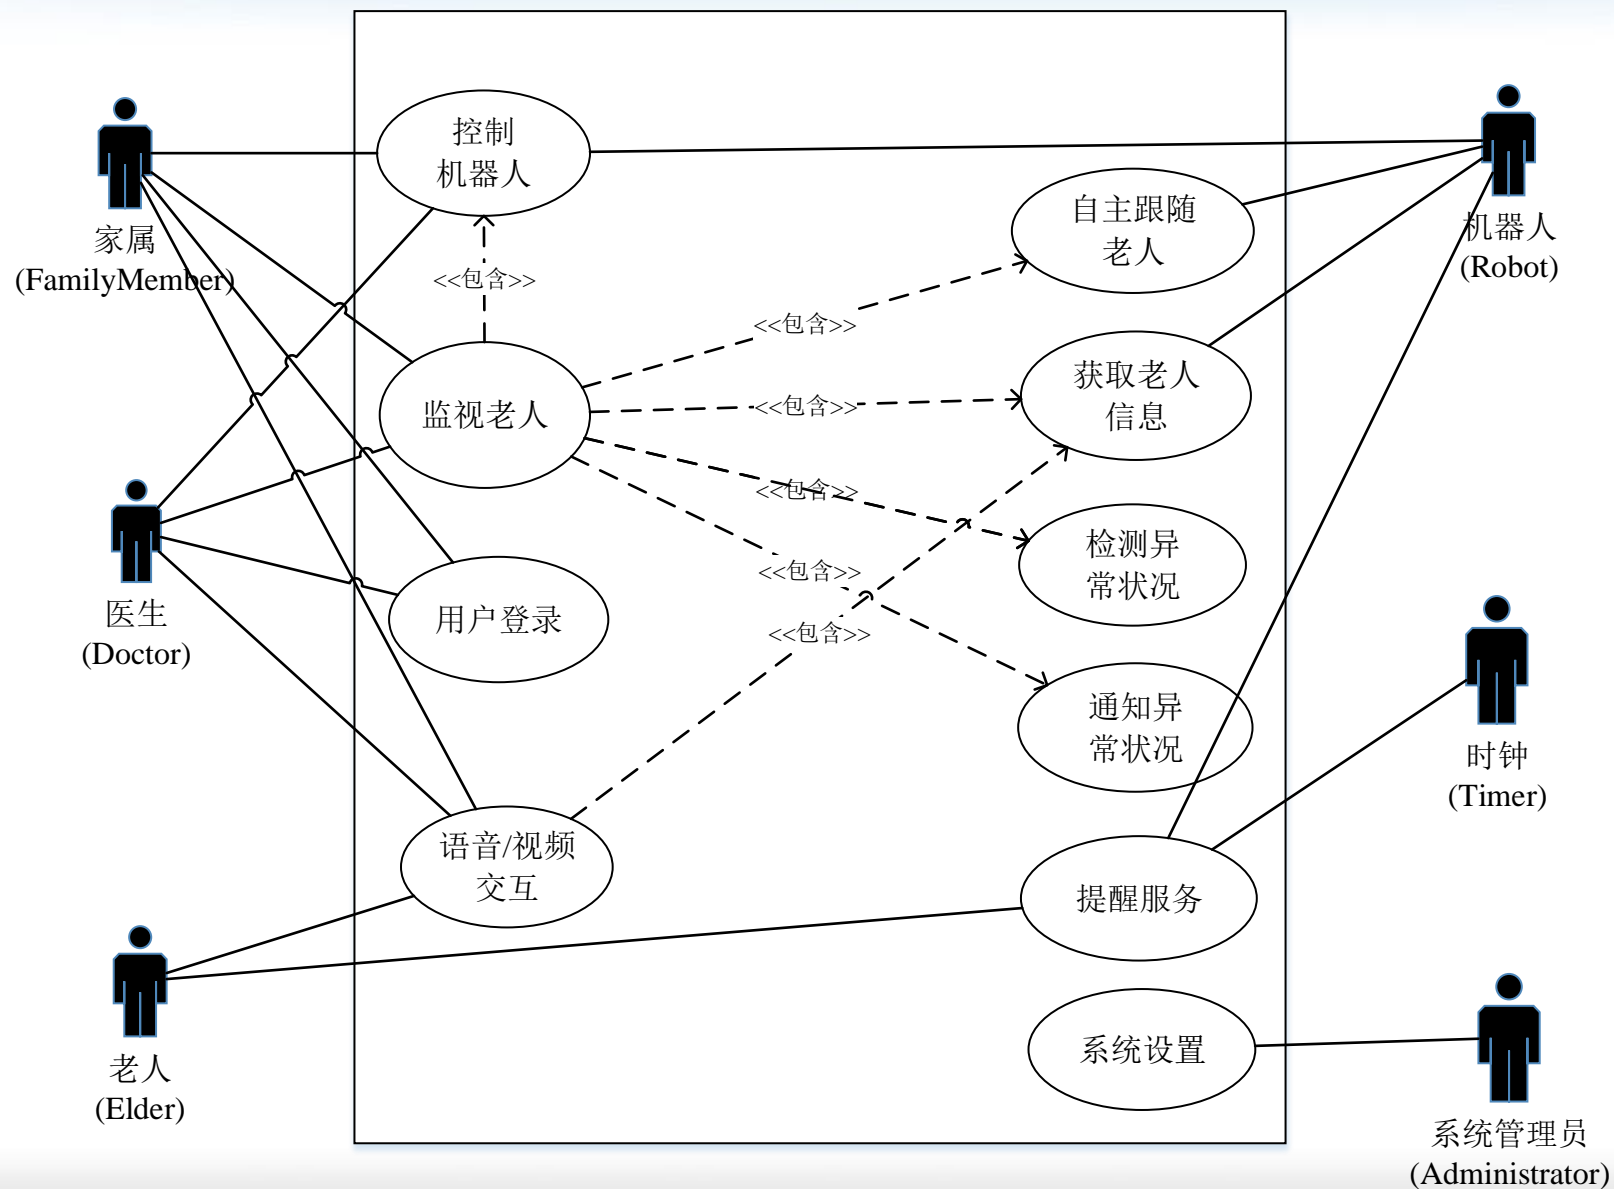 控制
机器人
家属
(FamilyMember)
<<包含>>
自主跟随
老人
机器人
(Robot)
<<包含>>
监视老人
<<包含>>
获取老人
信息
<<包含>>
检测异
常状况
医生
(Doctor)
用户登录
<<包含>>
<<包含>>
通知异
常状况
时钟
(Timer)
语音/视频
交互
提醒服务
老人
(Elder)
系统设置
系统管理员
(Administrator)